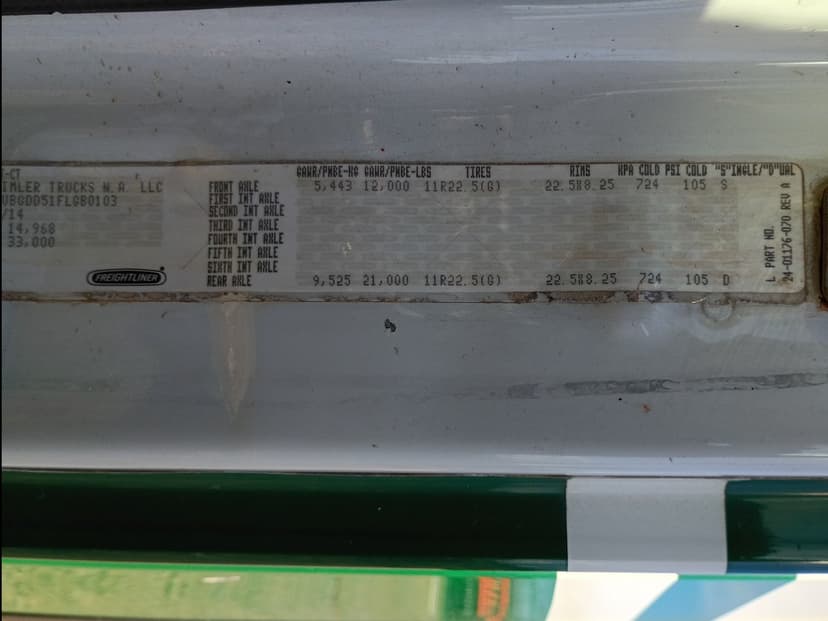 -CT
IMLER TRUCKS N.A. LLC
VBGDD51FLGB0103
/14
14,968
33,000
FREIGHTLINER
GAWR/PNBE-KG GAWR/PNBE-LBS TIRES RIMS KPA COLD PSI COLD "S"INGLE/"D"UAL
FRONT AXLE 5,443 12,000 11R22.5(G) 22.5X8.25 724 105 S
FIRST INT AXLE
SECOND INT AXLE
THIRD INT AXLE
FOURTH INT AXLE
FIFTH INT AXLE
SIXTH INT AXLE
REAR AXLE 9,525 21,000 11R22.5(G) 22.5X8.25 724 105 D
L. PART NO.
24-01176-070 REV A